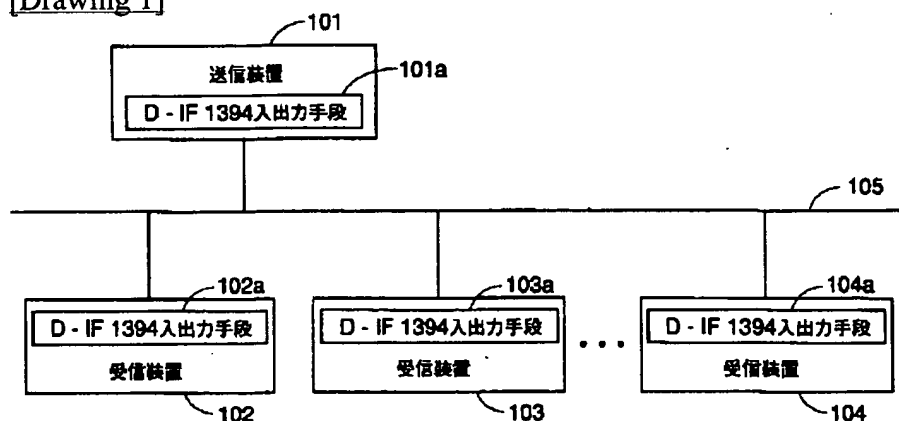 [Drawing 1]
101
送信装置
101a
D - IF 1394入出力手段
105
102a
103a
104a
D - IF 1394入出力手段
D - IF 1394入出力手段
D - IF 1394入出力手段
受信装置
受信装置
受信装置
102
103
104